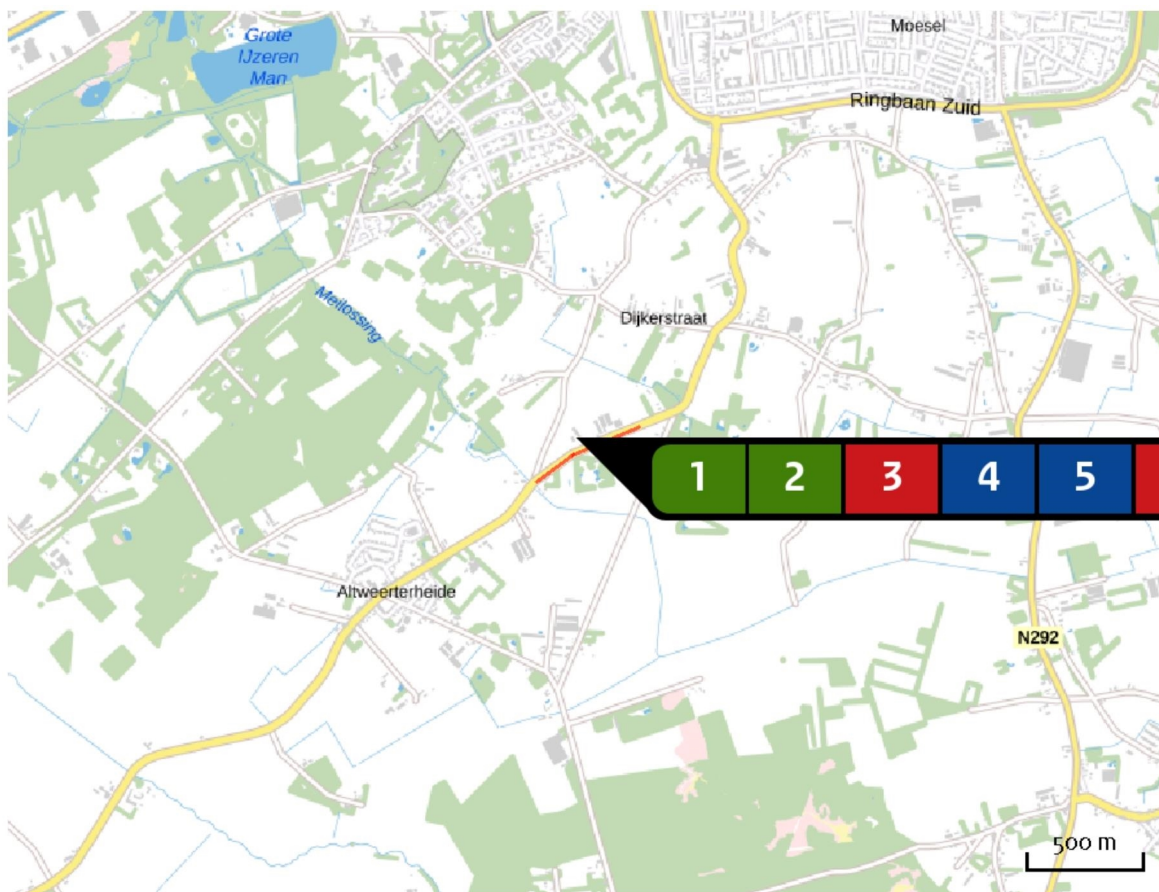 Moesel
Grote
IJzeren
Man
Ringbaan Zuid
Meilossing
Dijkerstraat
1 2 3 4 5
Altweerterheide
N292
500 m